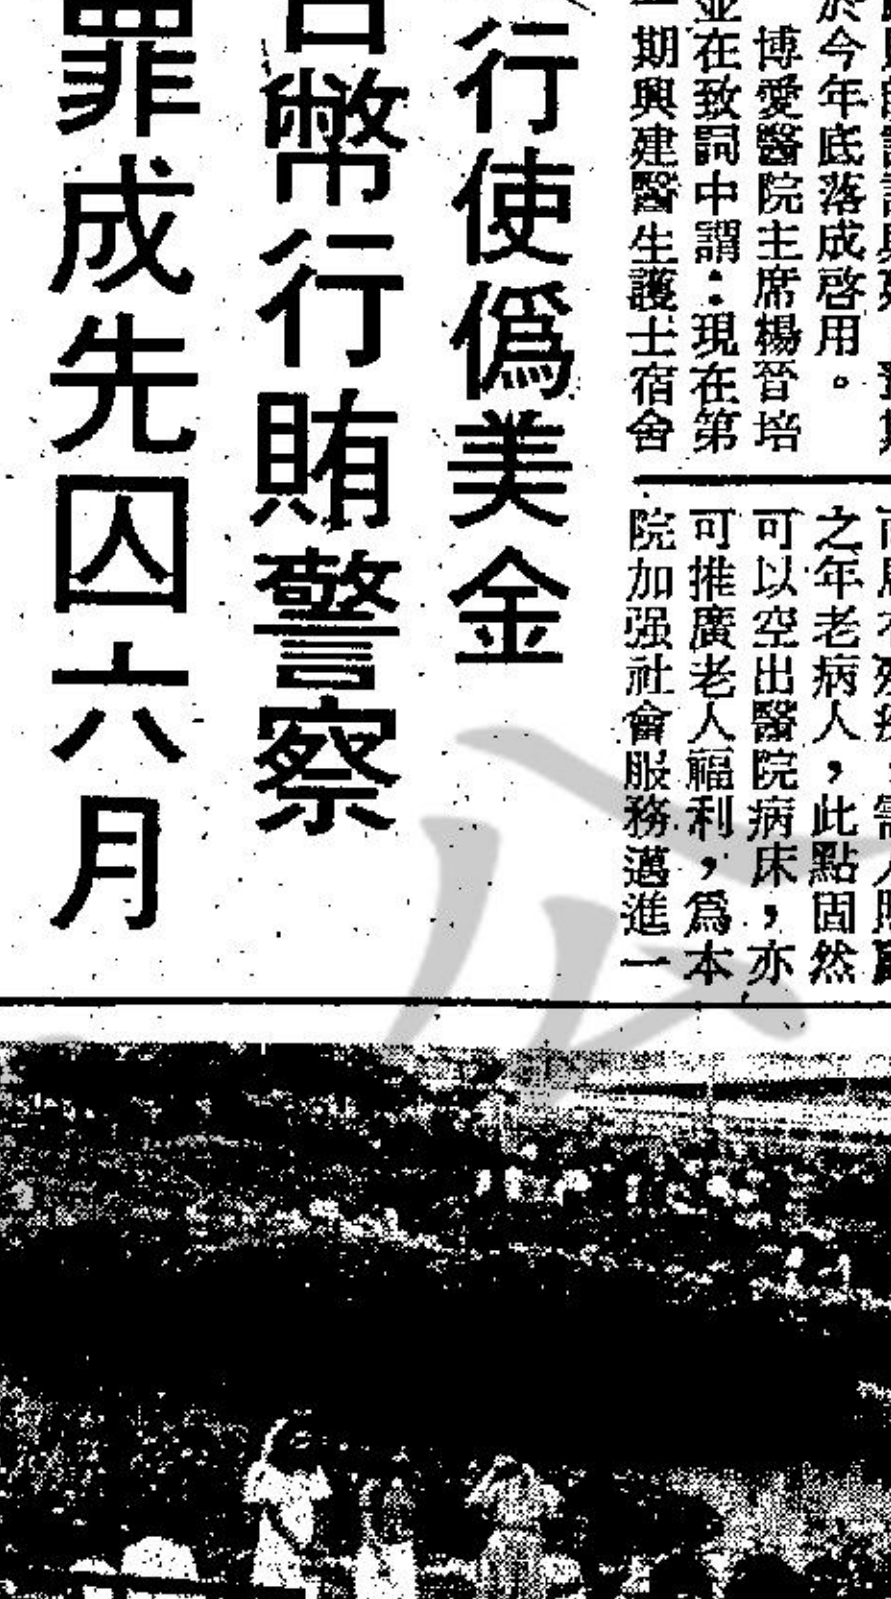 於今年底落成啓用。
博愛醫院主席楊晉培
並在致詞中謂：現在第
期興建醫生護士宿舍
之年老病人，此點固然
可以空出醫院病床，亦
可推廣老人福利，爲本
院加强社會服務邁進一
行使僞美金
幣行賄警察
罪成先囚六月
公